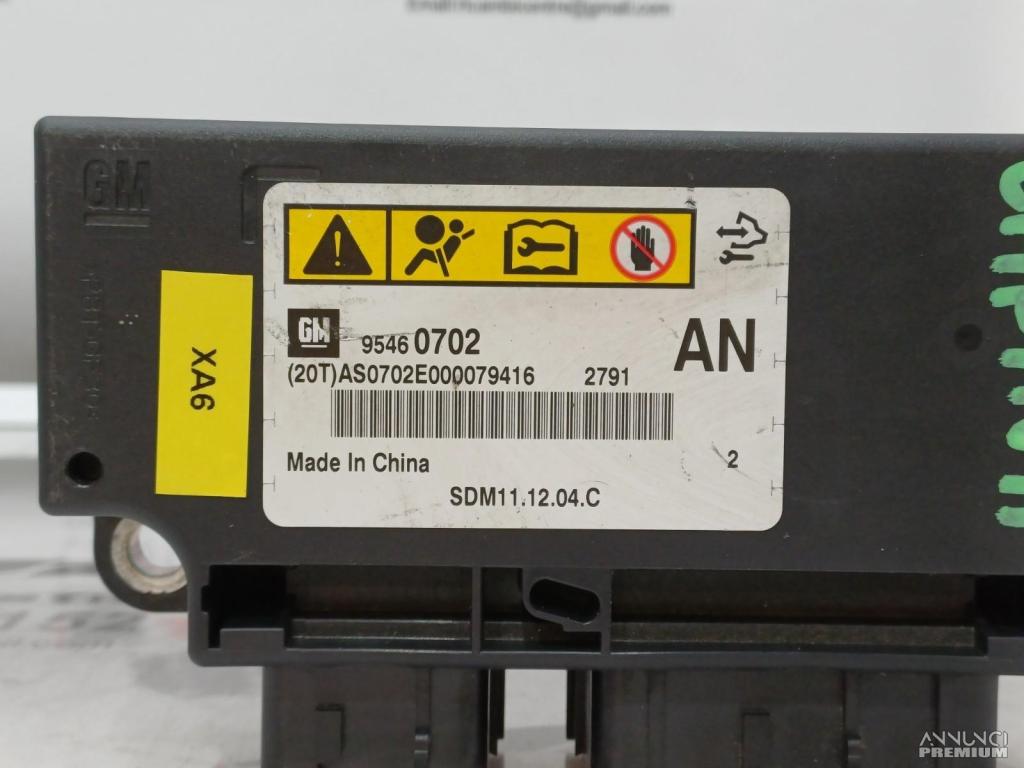 GM
XA6
GM 9546 0702 AN
(20T)AS0702E000079416 2791
Made In China 2
SDM11.12.04.C
ANNUNCI
PREMIUM